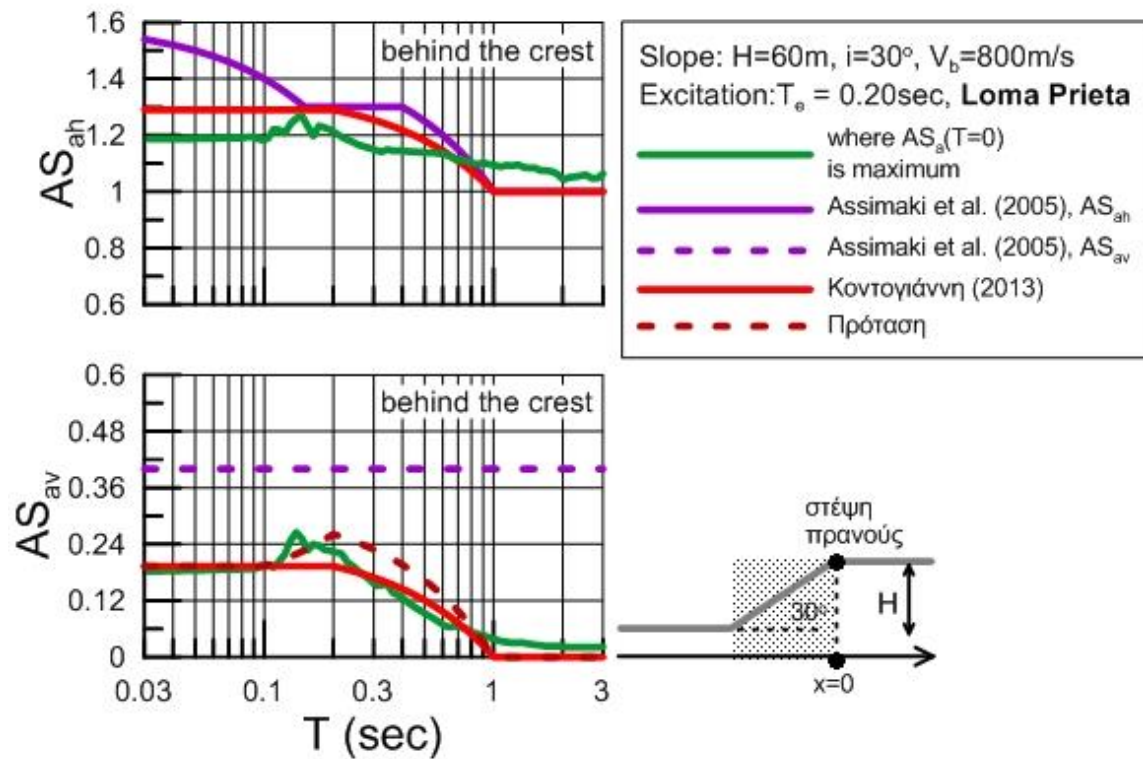 1.6
1.4
1.2
1
0.8
0.6
AS_ah
behind the crest
Slope: H=60m, i=30°, V_b=800m/s
Excitation:T_e = 0.20sec, Loma Prieta
where AS_a(T=0)
is maximum
Assimaki et al. (2005), AS_ah
Assimaki et al. (2005), AS_av
Κοντογιάννη (2013)
Πρόταση
0.6
0.48
0.36
0.24
0.12
0
AS_av
behind the crest
0.03
0.1
0.3
1
3
T (sec)
στέψη
πρανούς
30°
H
x=0